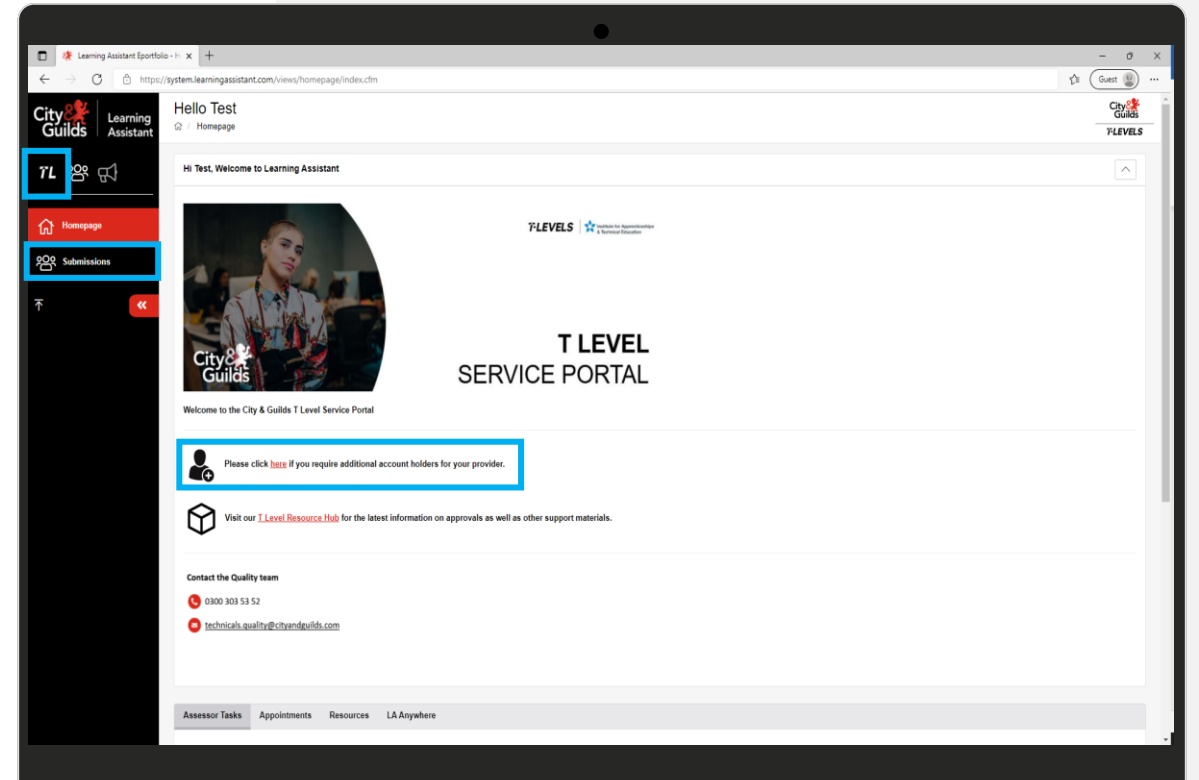 Learning Assistant Eportfolio - H
https://system.learningassistant.com/views/homepage/index.cfm
Guest
City & Guilds
Learning Assistant
Hello Test
Homepage
City & Guilds
T-LEVELS
TL
Hi Test, Welcome to Learning Assistant
Homepage
Submissions
T-LEVELS
Institute for Apprenticeships
& Technical Education
City & Guilds
T LEVEL
SERVICE PORTAL
Welcome to the City & Guilds T Level Service Portal
Please click here if you require additional account holders for your provider.
Visit our T Level Resource Hub for the latest information on approvals as well as other support materials.
Contact the Quality team
0300 303 53 52
technicals.quality@cityandguilds.com
Assessor Tasks Appointments Resources LA Anywhere